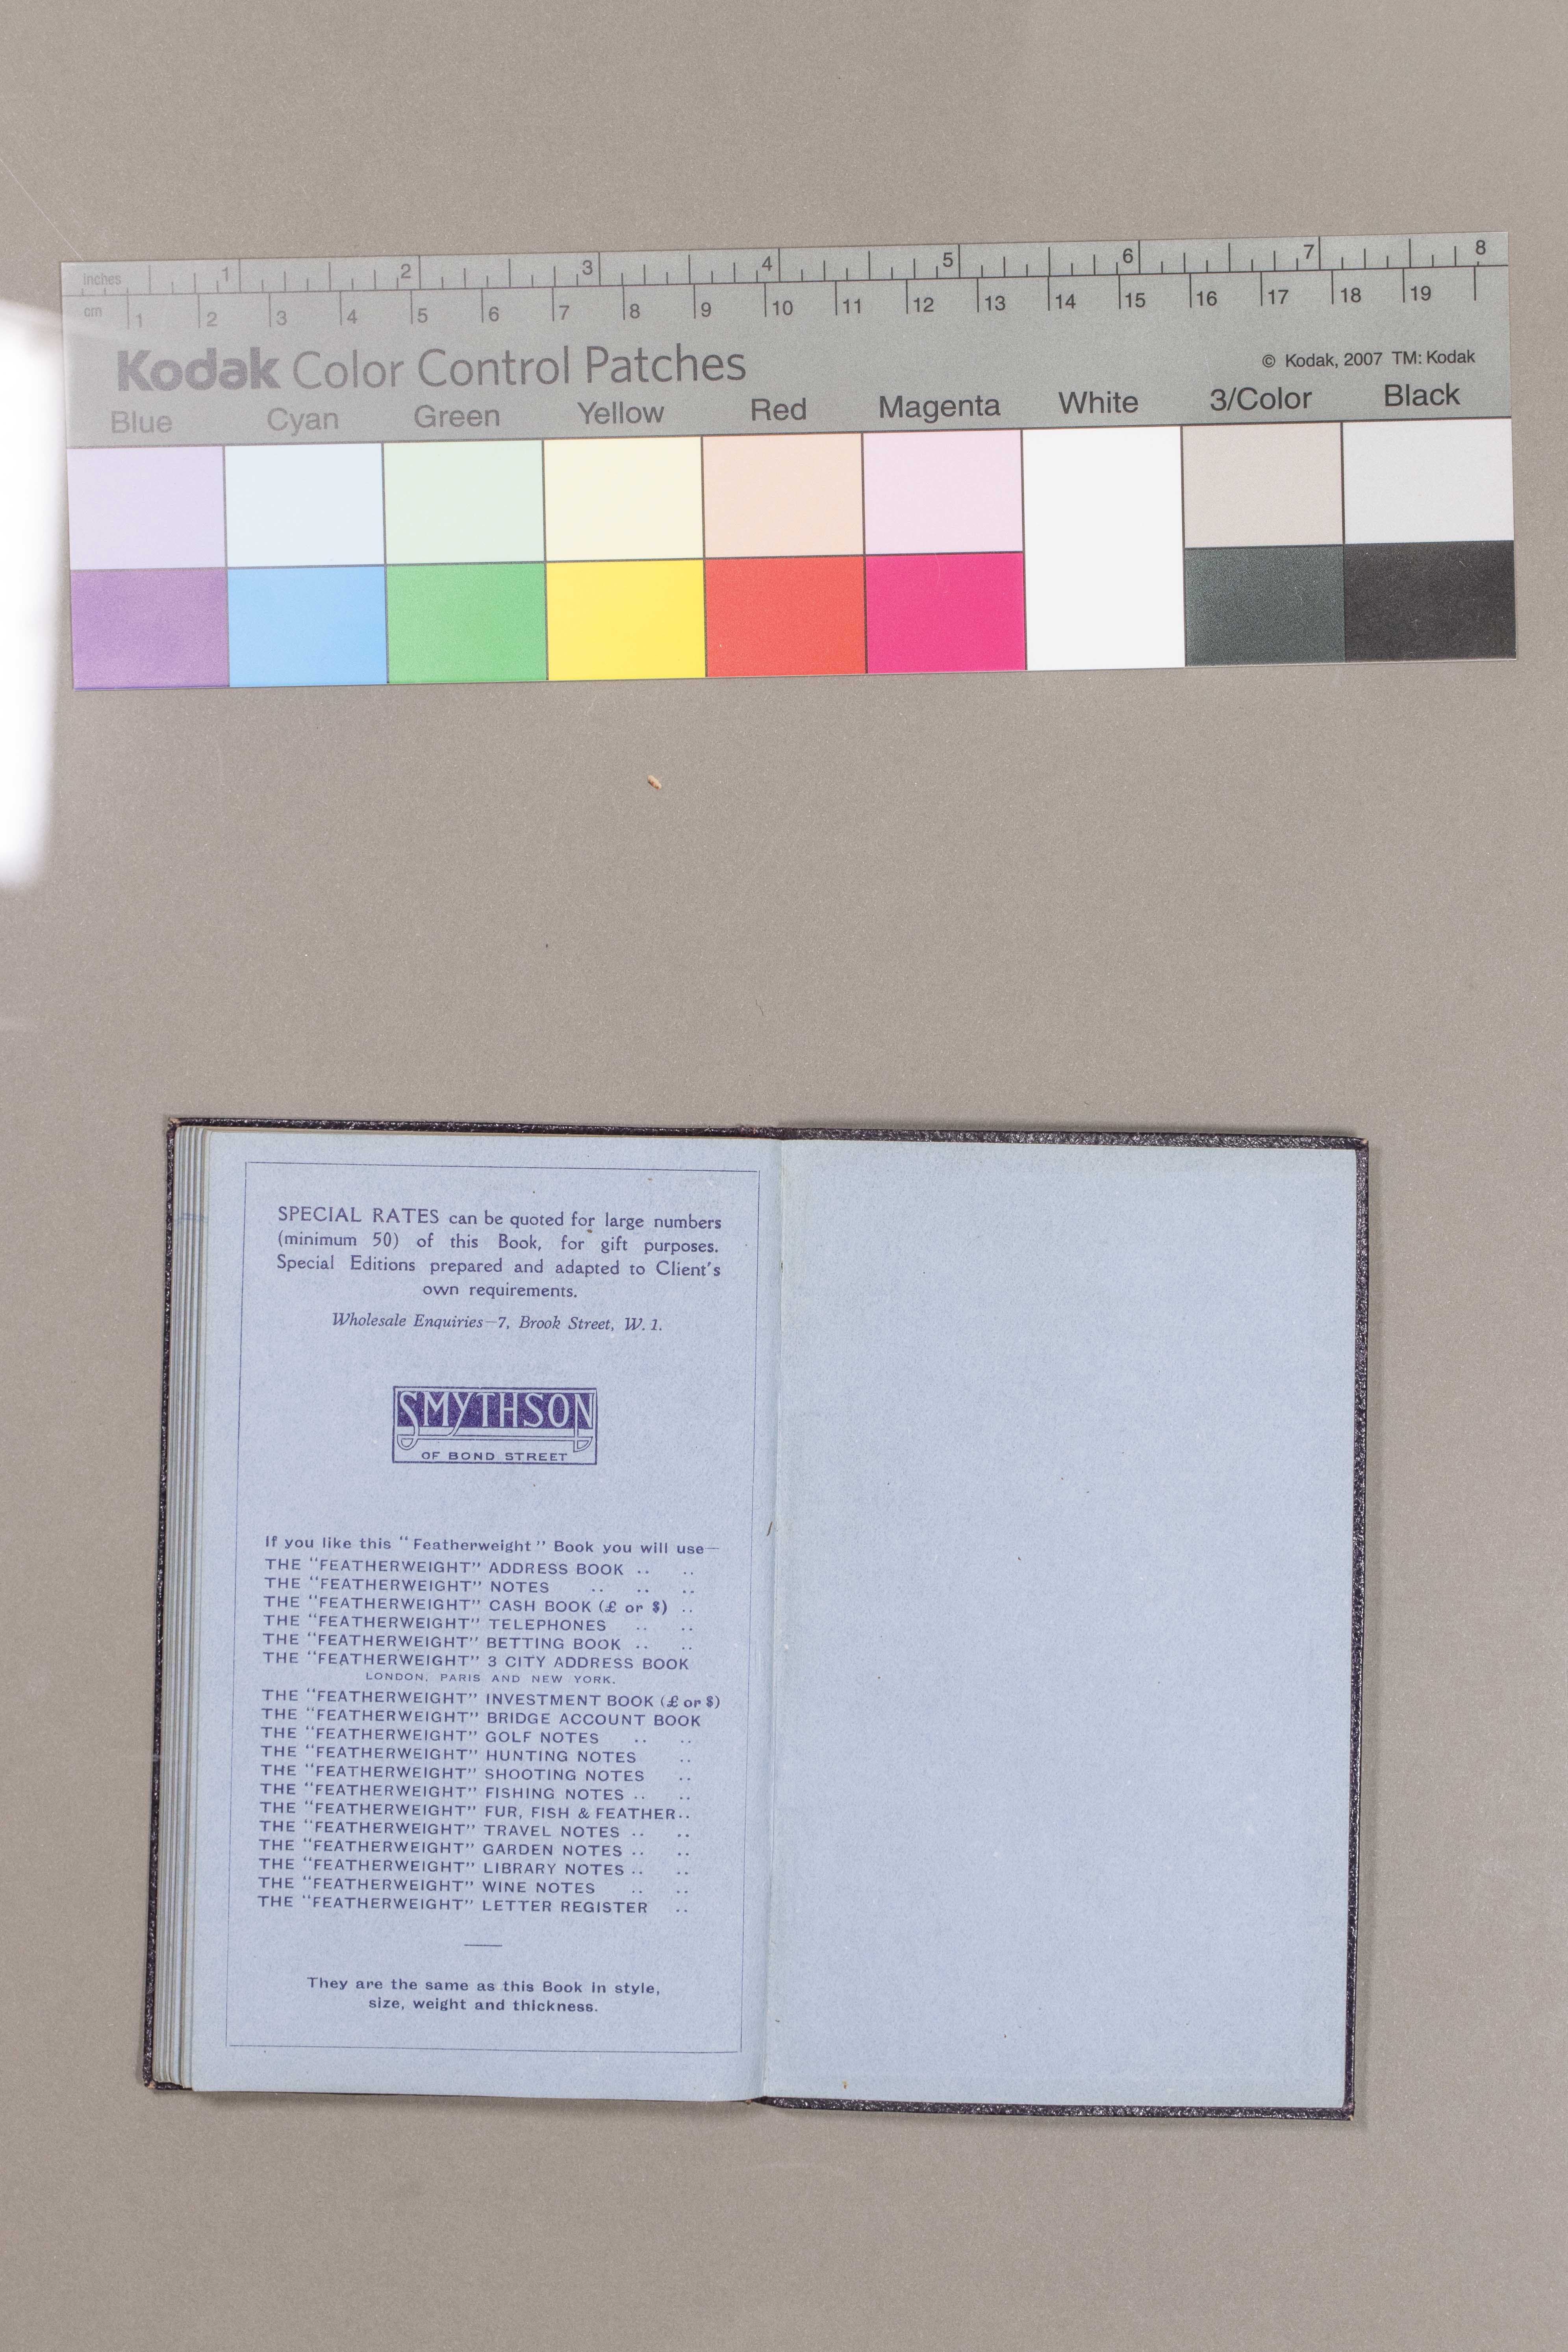 inches 1 2 3 4 5 6 7 8
cm 1 2 3 4 5 6 7 8 9 10 11 12 13 14 15 16 17 18 19
Kodak Color Control Patches
© Kodak, 2007 TM: Kodak
Blue Cyan Green Yellow Red Magenta White 3/Color Black
SPECIAL RATES can be quoted for large numbers
(minimum 50) of this Book, for gift purposes.
Special Editions prepared and adapted to Client's
own requirements.
Wholesale Enquiries—7, Brook Street, W. 1.
SMYTHSON
OF BOND STREET
If you like this "Featherweight" Book you will use—
THE "FEATHERWEIGHT" ADDRESS BOOK .. ..
THE "FEATHERWEIGHT" NOTES .. .. ..
THE "FEATHERWEIGHT" CASH BOOK (£ or $) ..
THE "FEATHERWEIGHT" TELEPHONES .. ..
THE "FEATHERWEIGHT" BETTING BOOK .. ..
THE "FEATHERWEIGHT" 3 CITY ADDRESS BOOK
LONDON, PARIS AND NEW YORK.
THE "FEATHERWEIGHT" INVESTMENT BOOK (£ or $)
THE "FEATHERWEIGHT" BRIDGE ACCOUNT BOOK
THE "FEATHERWEIGHT" GOLF NOTES .. ..
THE "FEATHERWEIGHT" HUNTING NOTES ..
THE "FEATHERWEIGHT" SHOOTING NOTES ..
THE "FEATHERWEIGHT" FISHING NOTES .. ..
THE "FEATHERWEIGHT" FUR, FISH & FEATHER..
THE "FEATHERWEIGHT" TRAVEL NOTES .. ..
THE "FEATHERWEIGHT" GARDEN NOTES .. ..
THE "FEATHERWEIGHT" LIBRARY NOTES .. ..
THE "FEATHERWEIGHT" WINE NOTES .. ..
THE "FEATHERWEIGHT" LETTER REGISTER ..
They are the same as this Book in style,
size, weight and thickness.